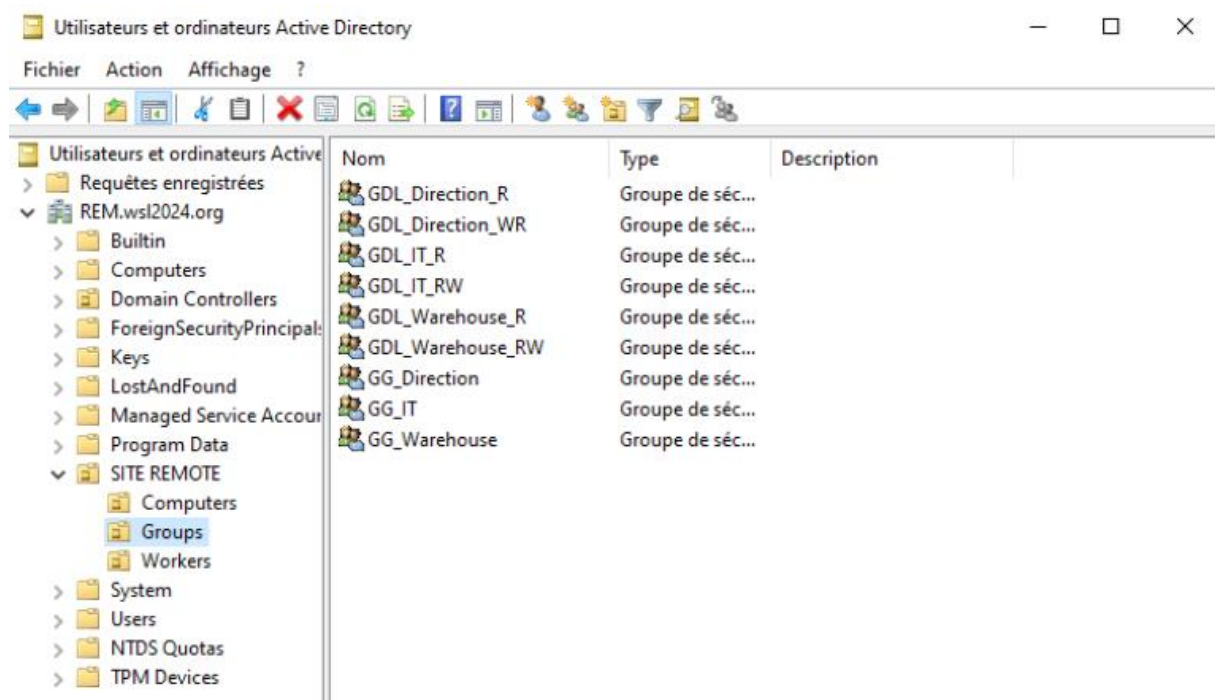 Utilisateurs et ordinateurs Active Directory
Fichier Action Affichage ?
Utilisateurs et ordinateurs Active
Requêtes enregistrées
REM.wsl2024.org
Builtin
Computers
Domain Controllers
ForeignSecurityPrincipals
Keys
LostAndFound
Managed Service Accour
Program Data
SITE REMOTE
Computers
Groups
Workers
System
Users
NTDS Quotas
TPM Devices
Nom Type Description
GDL_Direction_R Groupe de séc...
GDL_Direction_WR Groupe de séc...
GDL_IT_R Groupe de séc...
GDL_IT_RW Groupe de séc...
GDL_Warehouse_R Groupe de séc...
GDL_Warehouse_RW Groupe de séc...
GG_Direction Groupe de séc...
GG_IT Groupe de séc...
GG_Warehouse Groupe de séc...